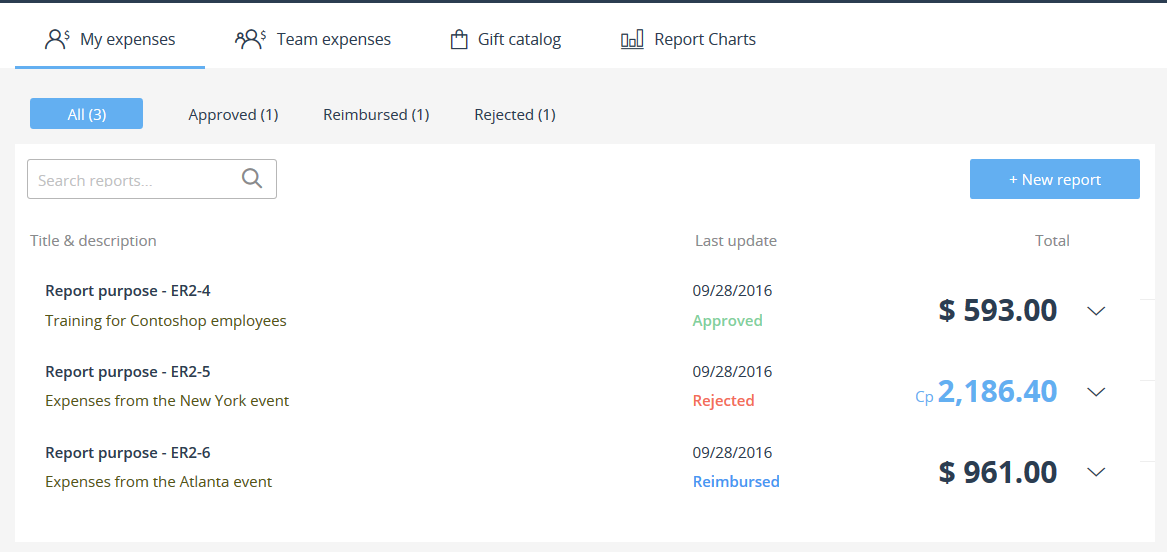 My expenses Team expenses Gift catalog Report Charts
All (3) Approved (1) Reimbursed (1) Rejected (1)
Search reports... + New report
Title & description Last update Total
Report purpose - ER2-4 09/28/2016
Training for Contoshop employees Approved $ 593.00
Report purpose - ER2-5 09/28/2016
Expenses from the New York event Rejected Cp 2,186.40
Report purpose - ER2-6 09/28/2016
Expenses from the Atlanta event Reimbursed $ 961.00